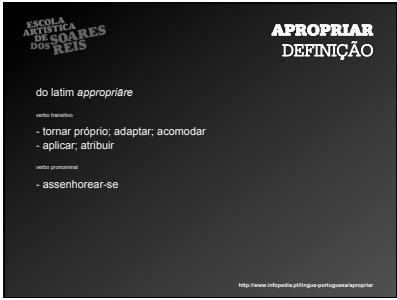 ESCOLA
ARTÍSTICA
DE SOARES
DOS REIS
APROPRIAR
DEFINIÇÃO
do latim appropriāre
verbo transitivo
- tornar próprio; adaptar; acomodar
- aplicar; atribuir
verbo pronominal
- assenhorear-se
http://www.infopedia.pt/lingua-portuguesa/apropriar